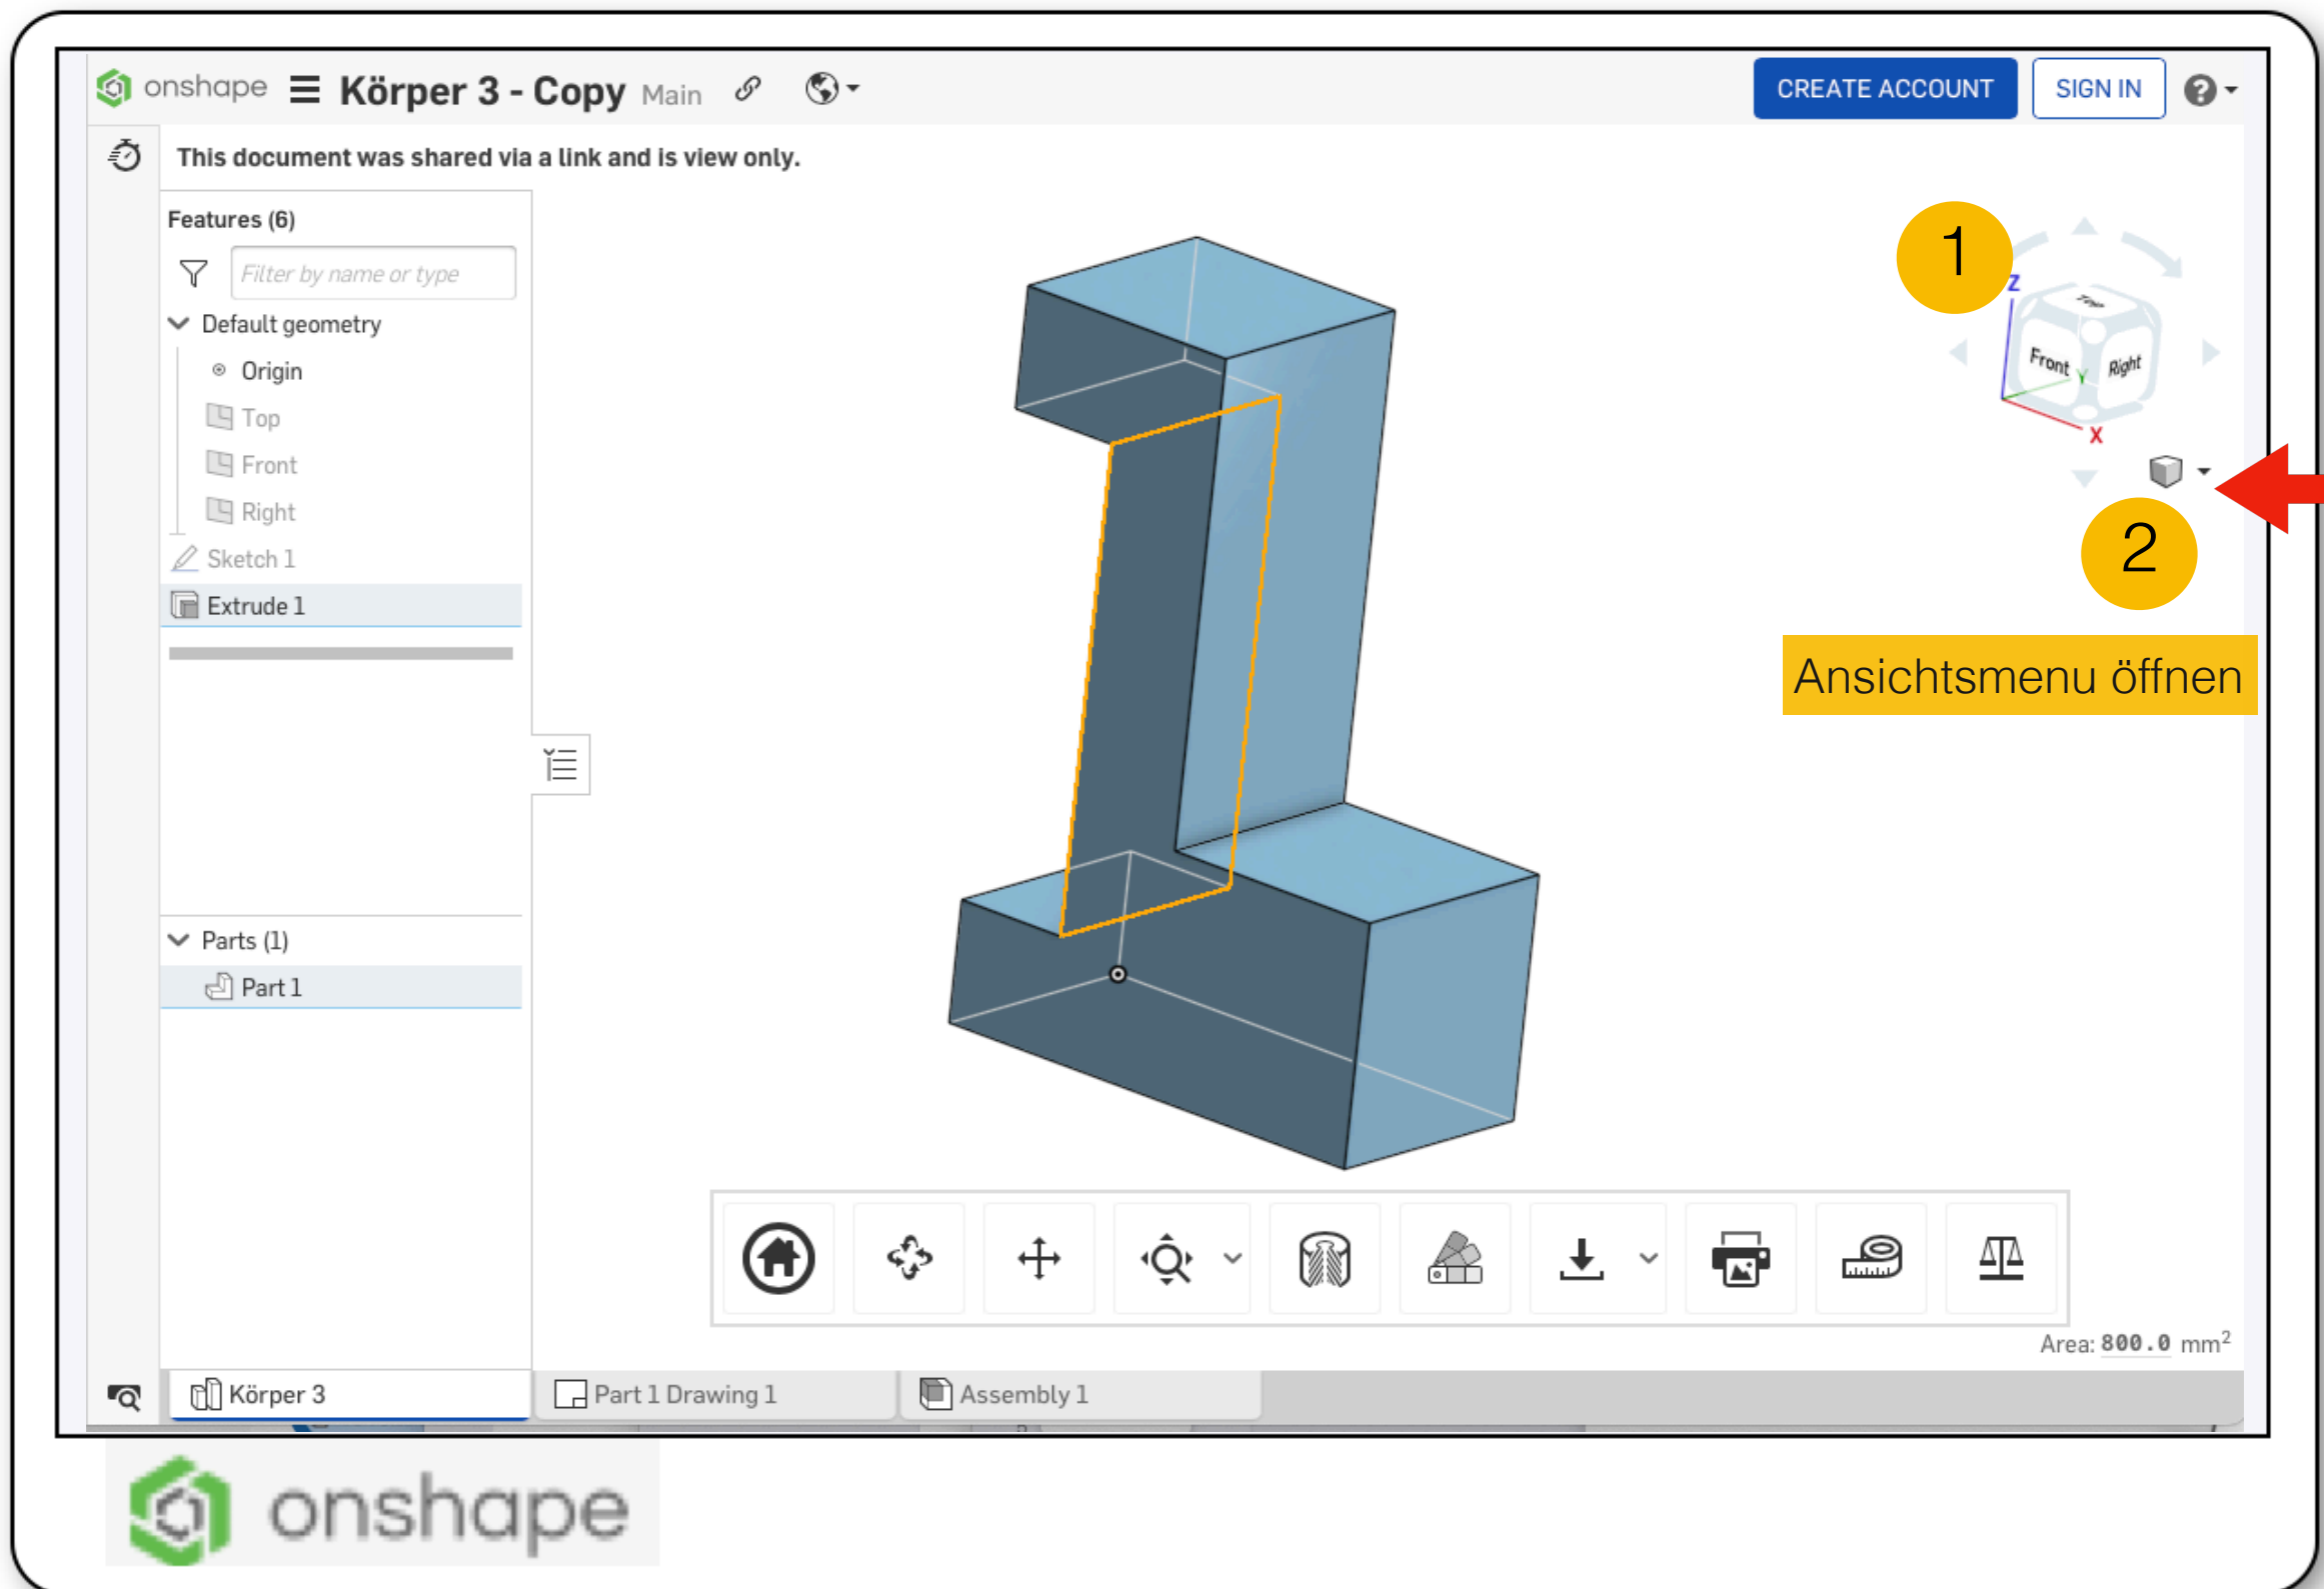 onshape Körper 3 - Copy Main CREATE ACCOUNT SIGN IN ?
This document was shared via a link and is view only.
Features (6)
Filter by name or type
Default geometry
Origin
Top
Front
Right
Sketch 1
Extrude 1
Parts (1)
Part 1
1
Z
Top
Front
Y
Right
X
2
Ansichtsmenu öffnen
Area: 800.0 mm²
Körper 3 Part 1 Drawing 1 Assembly 1
onshape